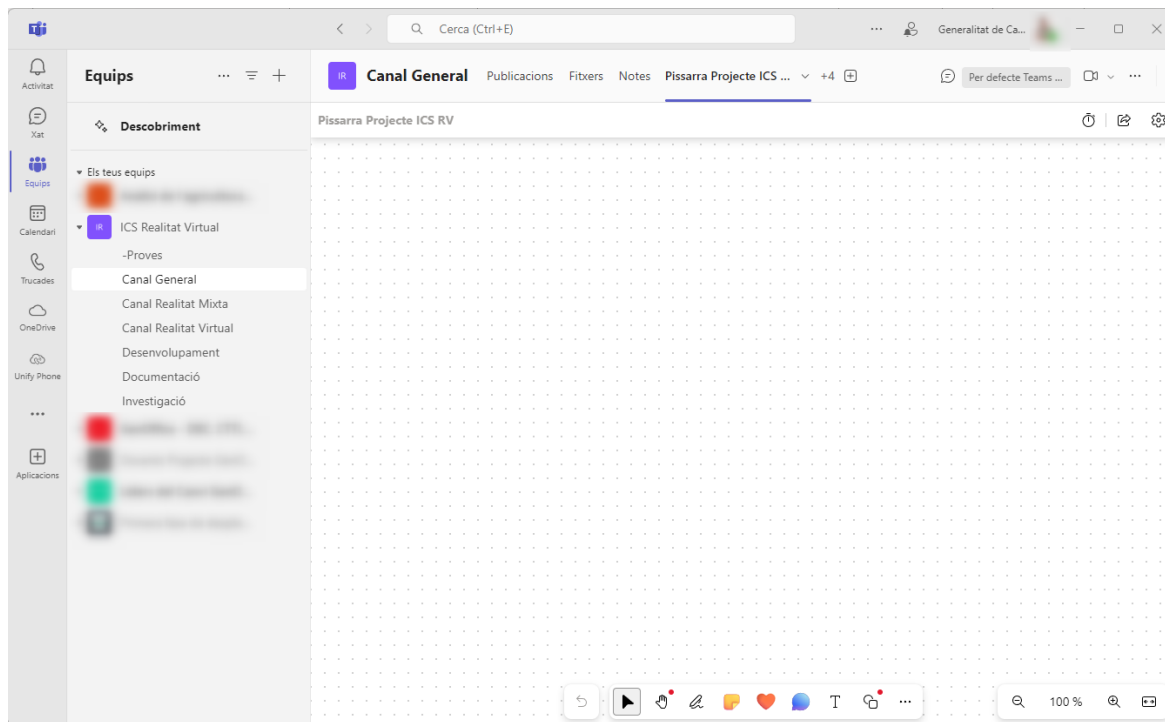 Cerca (Ctrl+E)
Generalitat de Ca...
Activitat
Xat
Equips
Calendari
Trucades
OneDrive
Unify Phone
Aplicacions
Equips
Descobriment
Els teus equips
IR ICS Realitat Virtual
-Proves
Canal General
Canal Realitat Mixta
Canal Realitat Virtual
Desenvolupament
Documentació
Investigació
IR Canal General Publicacions Fitxers Notes Pissarra Projecte ICS ... +4 Per defecte Teams ...
Pissarra Projecte ICS RV
T
100 %